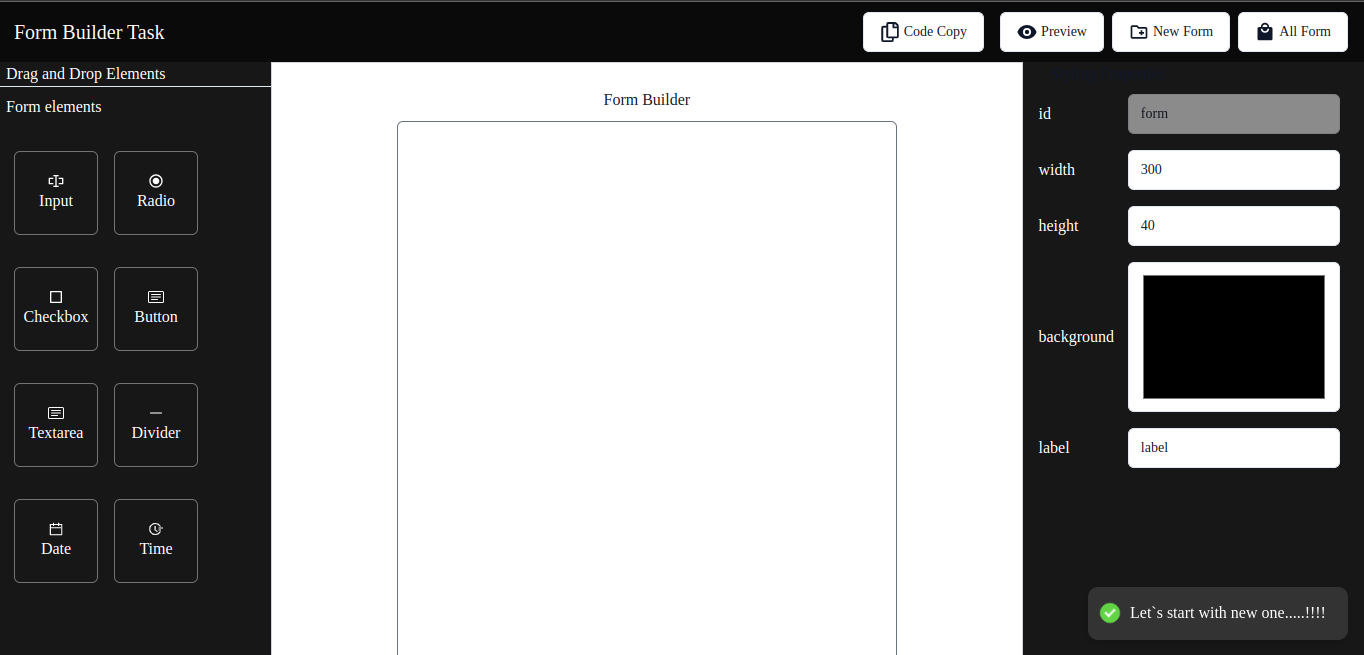 Form Builder Task
Code Copy
Preview
New Form
All Form
Drag and Drop Elements
Form elements
Input
Radio
Checkbox
Button
Textarea
Divider
Date
Time
Form Builder
id
form
width
300
height
40
background
label
label
Let`s start with new one.....!!!!